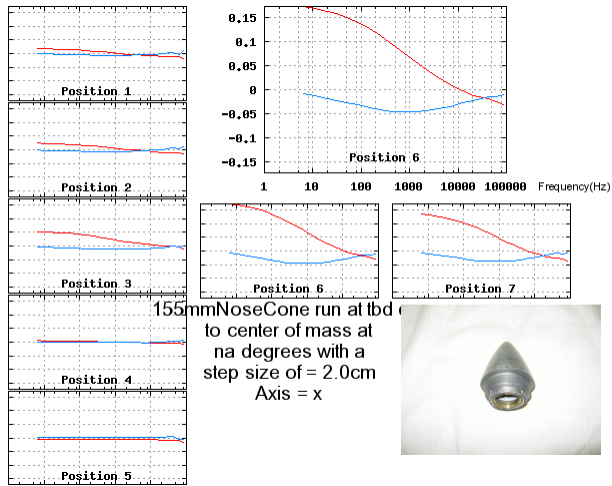 Position 1
Position 2
Position 3
Position 4
Position 5
0.15
0.1
0.05
0
-0.05
-0.1
-0.15
Position 6
1 10 100 1000 10000 100000 Frequency(Hz)
Position 6
Position 7
155mmNoseCone run at tbd
to center of mass at
na degrees with a
step size of = 2.0cm
Axis = x